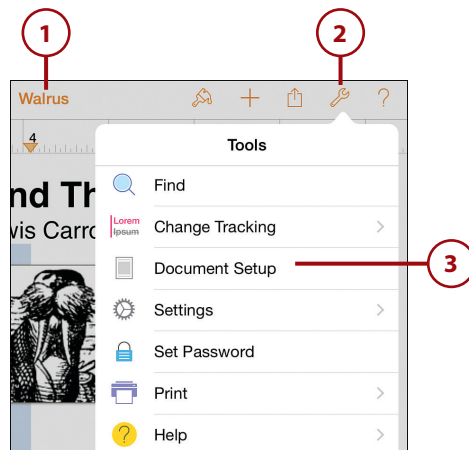 1
2
Walrus
?
4
Tools
nd Th
Find
wis Carro
Lorem
Ipsum
Change Tracking
Document Setup
3
Settings
Set Password
Print
?
Help